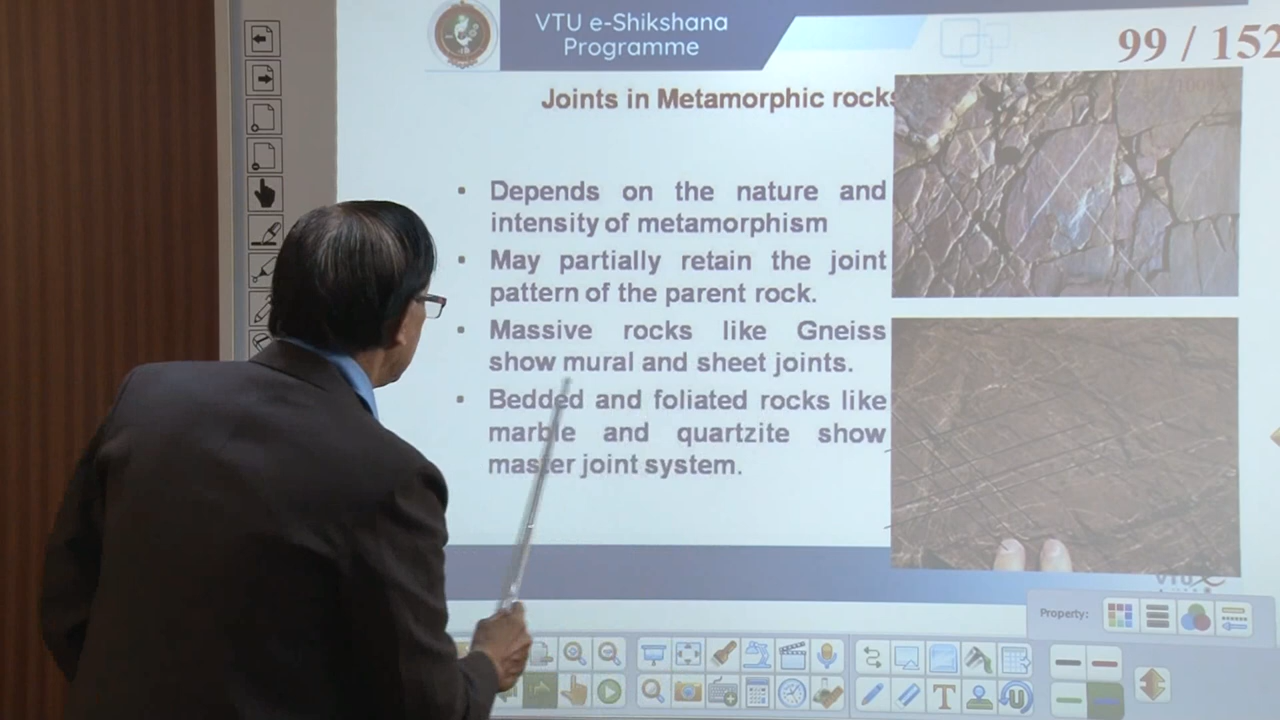 VTU e-Shikshana
Programme
99 / 152
Joints in Metamorphic rocks
Depends on the nature and
intensity of metamorphism
May partially retain the joint
pattern of the parent rock.
Massive rocks like Gneiss
show mural and sheet joints.
Bedded and foliated rocks like
marble and quartzite show
master joint system.
VTU
Property: